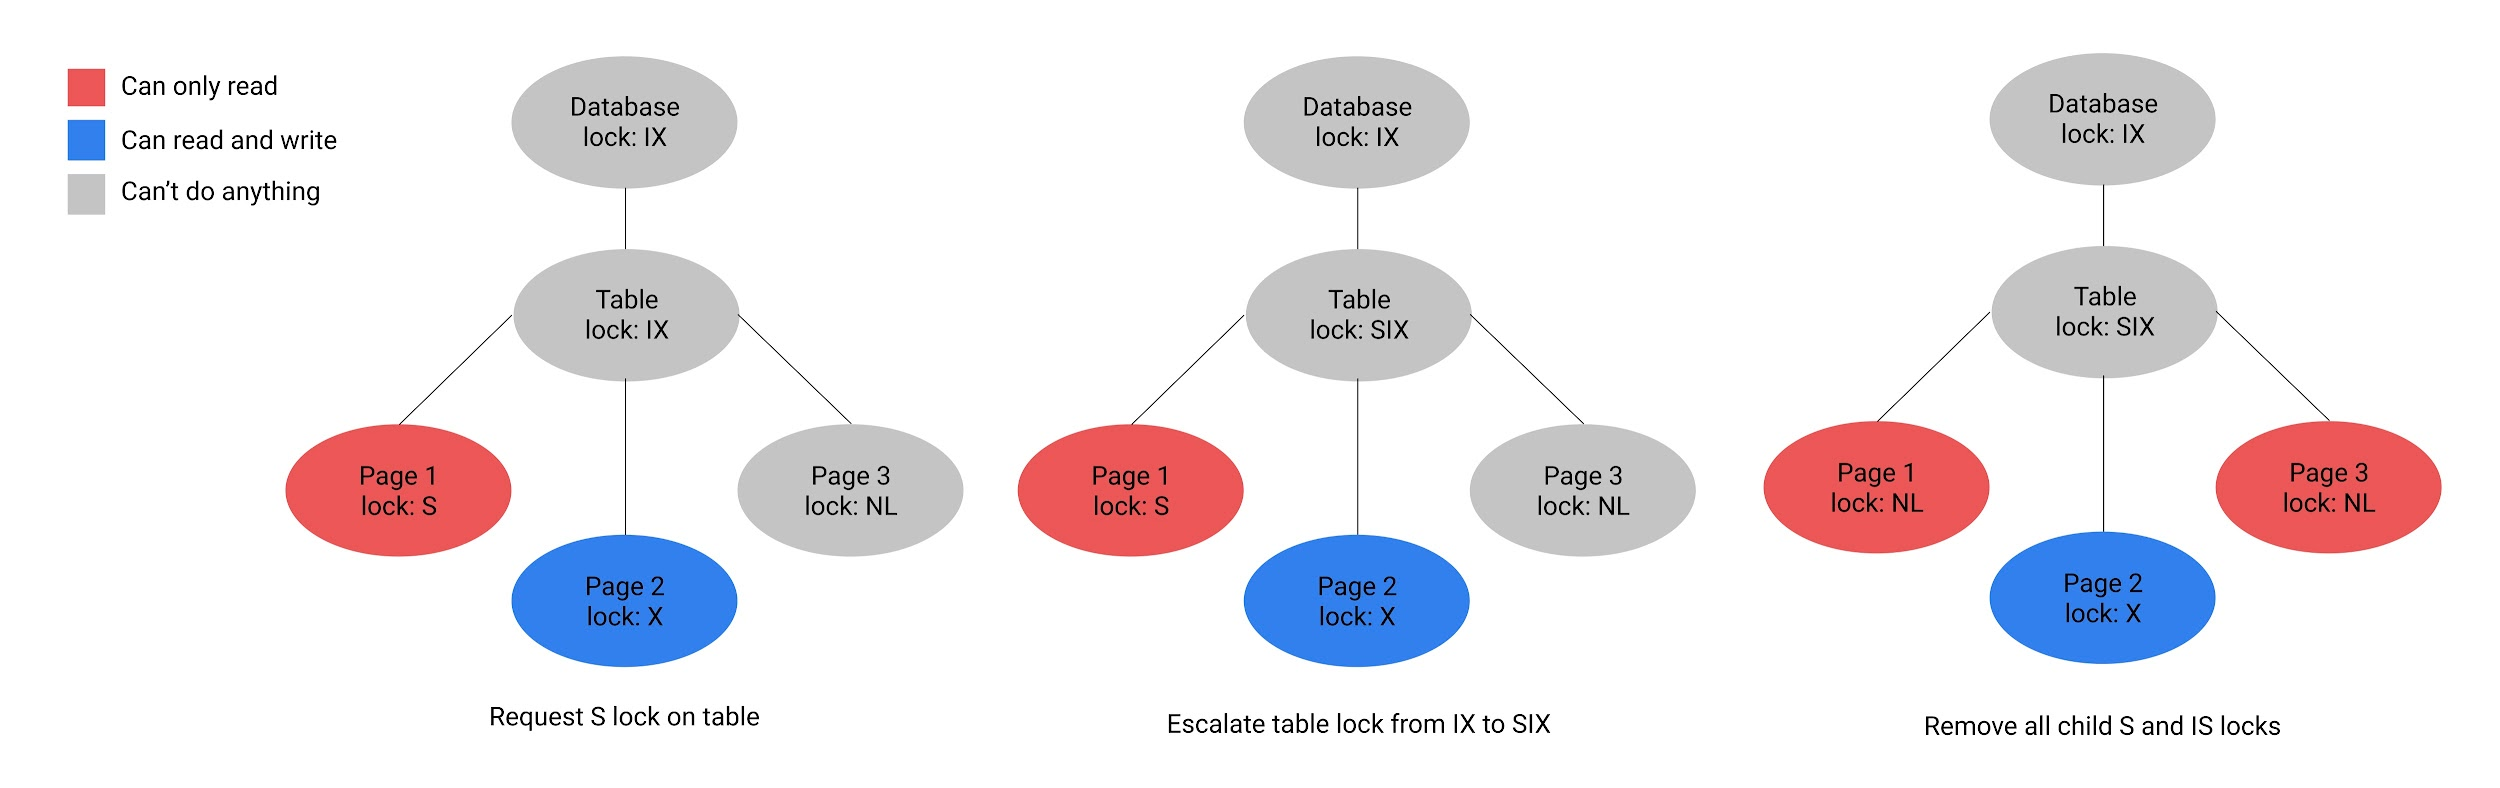 Can only read
Can read and write
Can't do anything
Database
lock: IX
Table
lock: IX
Page 1
lock: S
Page 2
lock: X
Page 3
lock: NL
Request S lock on table
Database
lock: IX
Table
lock: SIX
Page 1
lock: S
Page 2
lock: X
Page 3
lock: NL
Escalate table lock from IX to SIX
Database
lock: IX
Table
lock: SIX
Page 1
lock: NL
Page 2
lock: X
Page 3
lock: NL
Remove all child S and IS locks